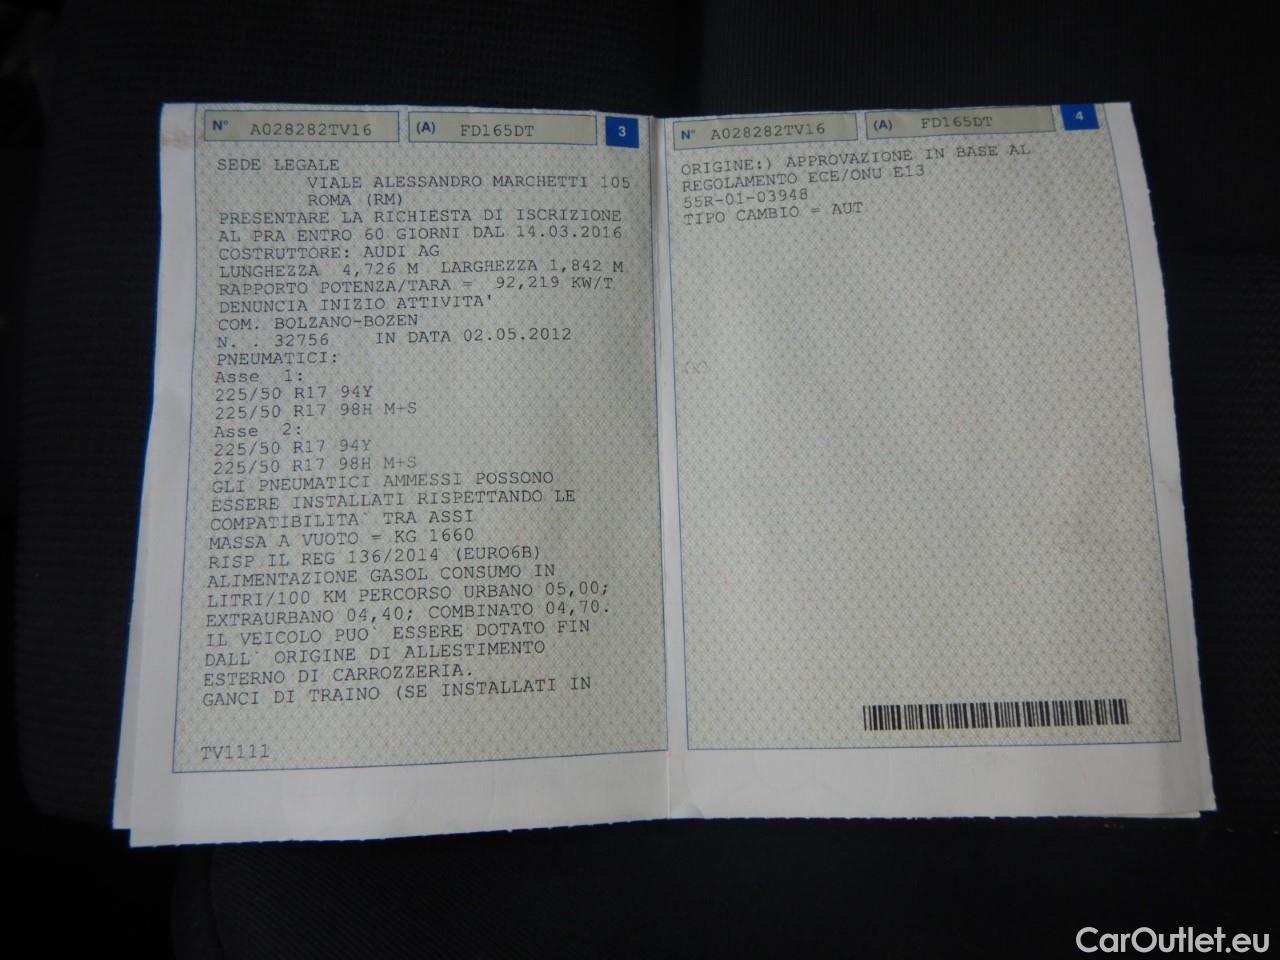 N° A028282TV16 (A) FD165DT 3
SEDE LEGALE
VIALE ALESSANDRO MARCHETTI 105
ROMA (RM)
PRESENTARE LA RICHIESTA DI ISCRIZIONE
AL PRA ENTRO 60 GIORNI DAL 14.03.2016
COSTRUTTORE: AUDI AG
LUNGHEZZA 4,726 M LARGHEZZA 1,842 M
RAPPORTO POTENZA/TARA = 92,219 KW/T
DENUNCIA INIZIO ATTIVITA'
COM. BOLZANO-BOZEN
N. . 32756 IN DATA 02.05.2012
PNEUMATICI:
Asse 1:
225/50 R17 94Y
225/50 R17 98H M+S
Asse 2:
225/50 R17 94Y
225/50 R17 98H M+S
GLI PNEUMATICI AMMESSI POSSONO
ESSERE INSTALLATI RISPETTANDO LE
COMPATIBILITA` TRA ASSI
MASSA A VUOTO = KG 1660
RISP IL REG 136/2014 (EURO6B)
ALIMENTAZIONE GASOL CONSUMO IN
LITRI/100 KM PERCORSO URBANO 05,00;
EXTRAURBANO 04,40; COMBINATO 04,70.
IL VEICOLO PUO` ESSERE DOTATO FIN
DALL` ORIGINE DI ALLESTIMENTO
ESTERNO DI CARROZZERIA.
GANCI DI TRAINO (SE INSTALLATI IN
TV1111
N° A028282TV16 (A) FD165DT 4
ORIGINE:) APPROVAZIONE IN BASE AL
REGOLAMENTO ECE/ONU E13
55R-01-03948
TIPO CAMBIO = AUT
CarOutlet.eu